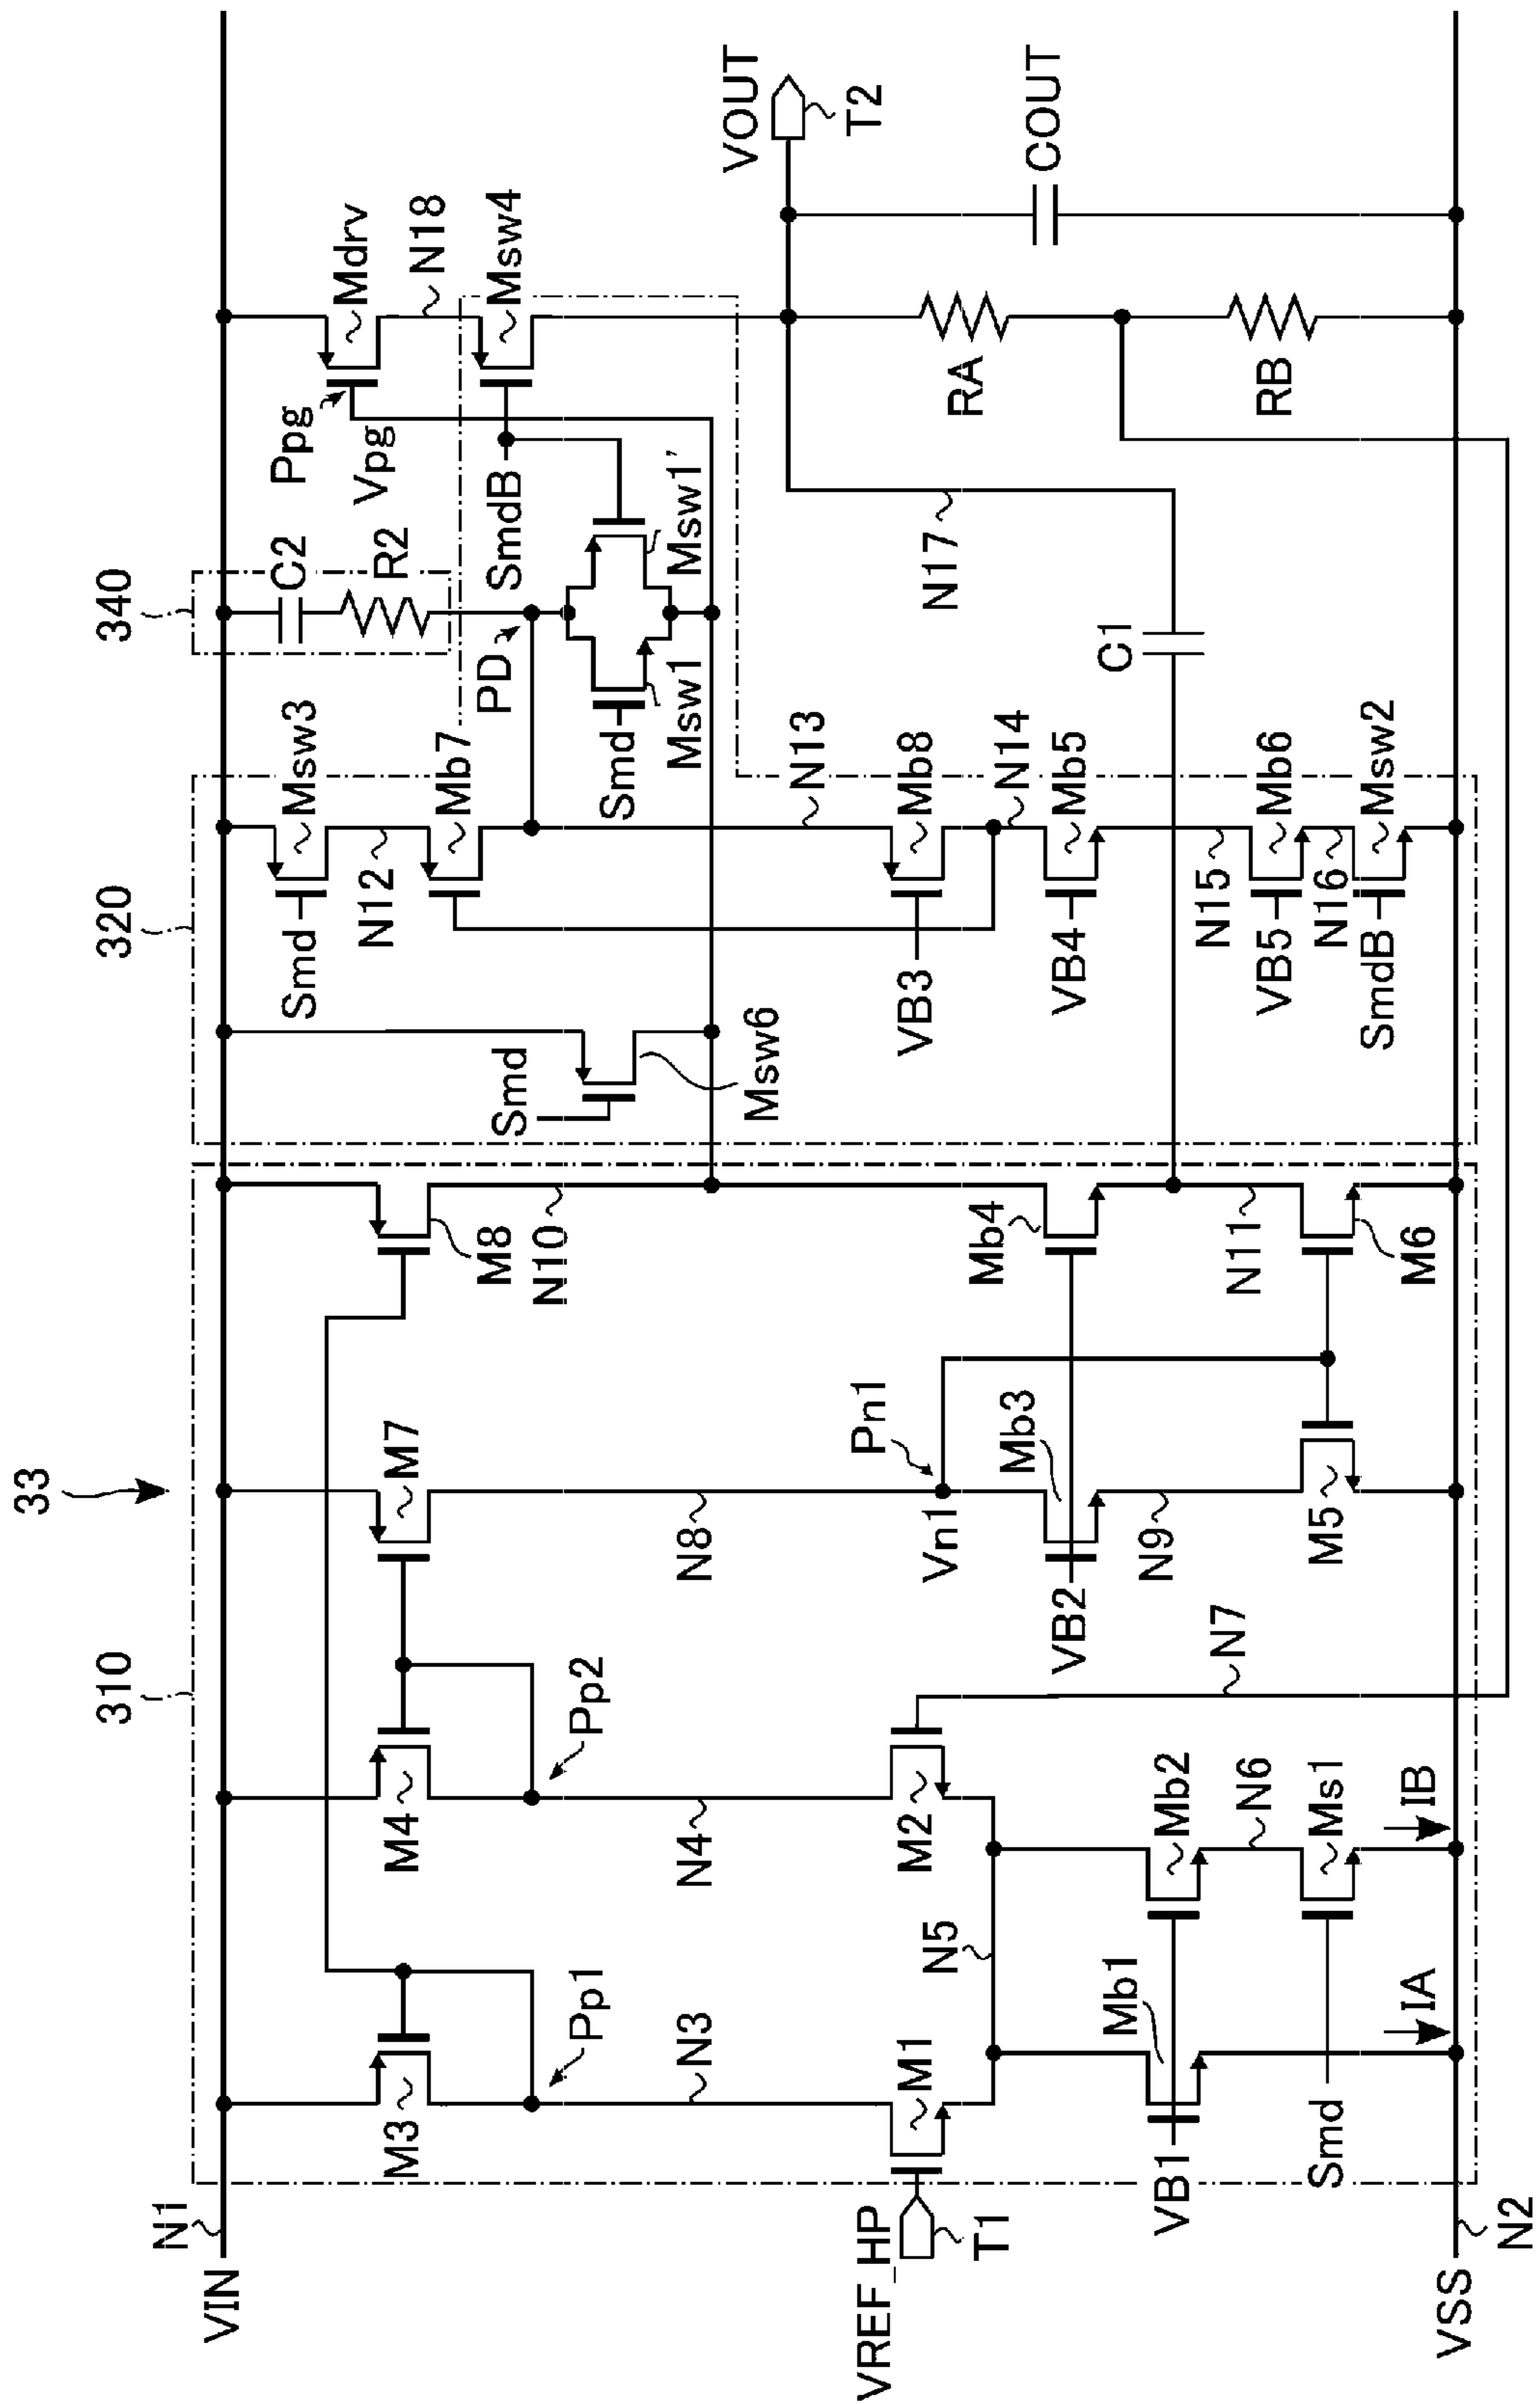 33
310
320
340
N1
VIN
M3
Pp1
N3
M4
Pp2
N4
M7
N8
M8
N10
Smd
Msw6
Smd
Msw3
N12
Mb7
PD
C2
R2
Ppg
Vpg
Mdrv
N18
Msw4
SmdB
Msw1'
Smd
Msw1
VREF_HP
T1
M1
M2
N5
N7
Pn1
Vn1
Mb3
VB2
N9
M5
Mb4
N11
M6
VB3
N13
Mb8
N14
VB4
Mb5
N15
VB5
Mb6
N16
SmdB
Msw2
C1
N17
VOUT
T2
RA
RB
COUT
VB1
Mb1
Mb2
N6
Smd
Ms1
IA
IB
VSS
N2